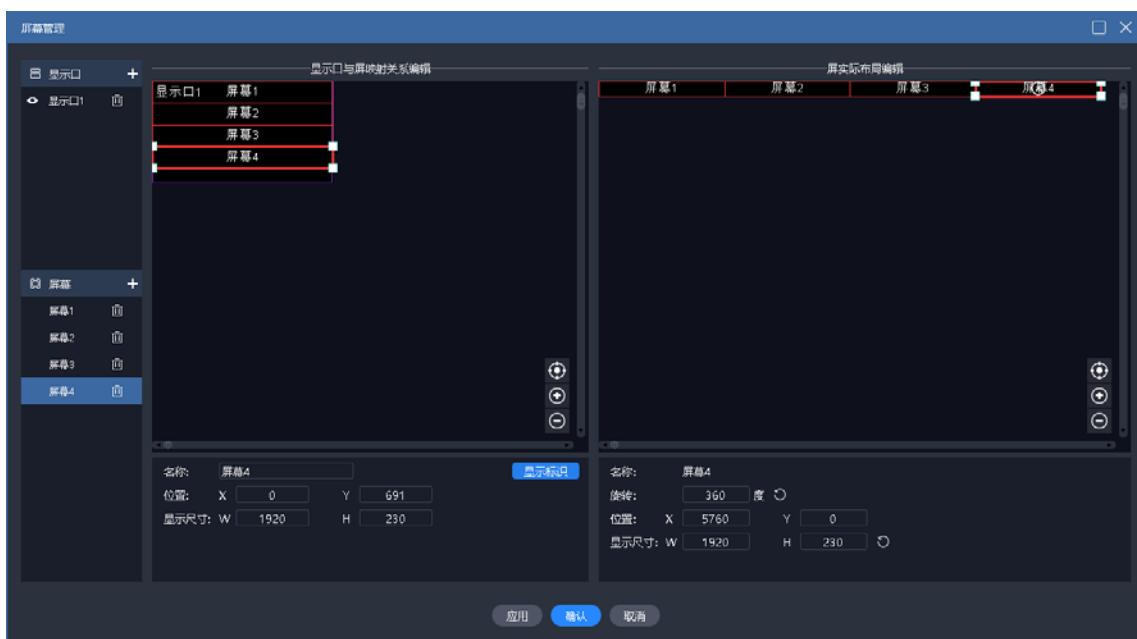 屏幕管理
显示口
显示口1
屏幕
屏幕1
屏幕2
屏幕3
屏幕4
显示口与屏映射关系编辑
显示口1 屏幕1
屏幕2
屏幕3
屏幕4
名称: 屏幕4 显示标识
位置: X 0 Y 691
显示尺寸: W 1920 H 230
屏实际布局编辑
屏幕1 屏幕2 屏幕3 屏幕4
名称: 屏幕4
旋转: 360 度
位置: X 5760 Y 0
显示尺寸: W 1920 H 230
应用 确认 取消